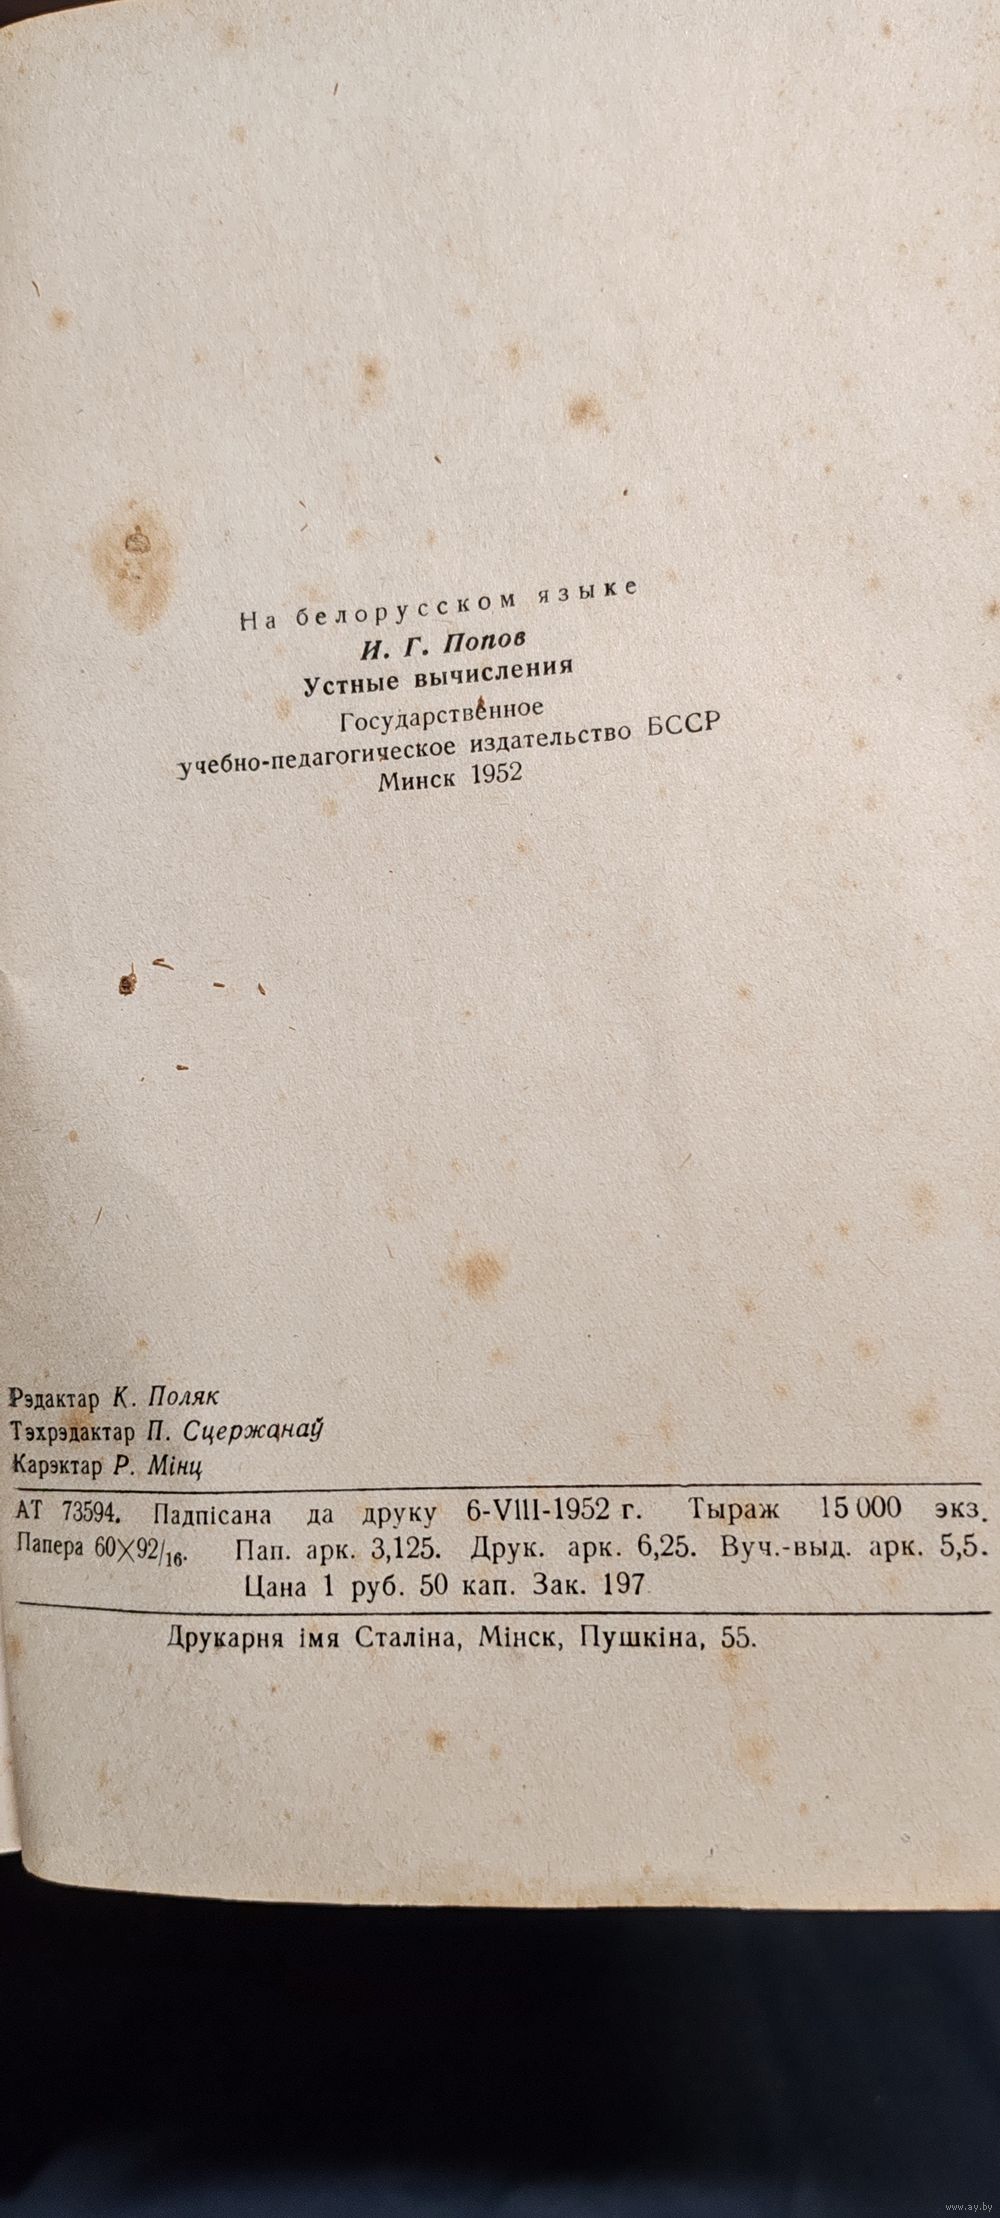 На белорусском языке
И. Г. Попов
Устные вычисления
Государственное
учебно-педагогическое издательство БССР
Минск 1952
Рэдактар К. Поляк
Тэхрэдактар П. Сцержанаў
Карэктар Р. Мінц
АТ 73594. Падпісана да друку 6-VIII-1952 г. Тыраж 15 000 экз.
Папера 60×92/16. Пап. арк. 3,125. Друк. арк. 6,25. Вуч.-выд. арк. 5,5.
Цана 1 руб. 50 кап. Зак. 197
Друкарня імя Сталіна, Мінск, Пушкіна, 55.
www.ay.by